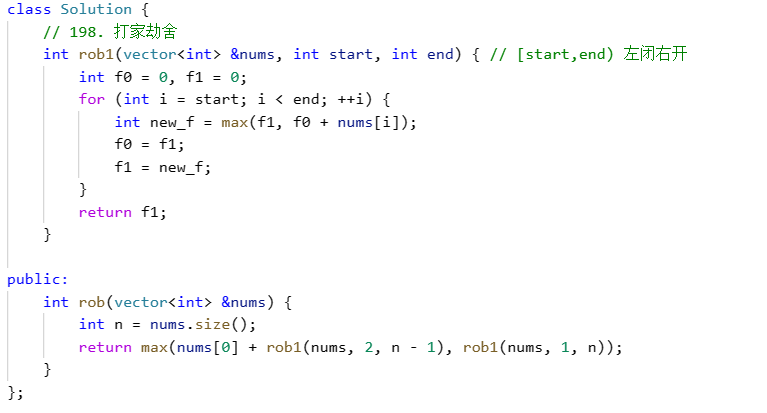 class Solution {
    // 198. 打家劫舍
    int rob1(vector<int> &nums, int start, int end) { // [start,end) 左闭右开
        int f0 = 0, f1 = 0;
        for (int i = start; i < end; ++i) {
            int new_f = max(f1, f0 + nums[i]);
            f0 = f1;
            f1 = new_f;
        }
        return f1;
    }

public:
    int rob(vector<int> &nums) {
        int n = nums.size();
        return max(nums[0] + rob1(nums, 2, n - 1), rob1(nums, 1, n));
    }
};